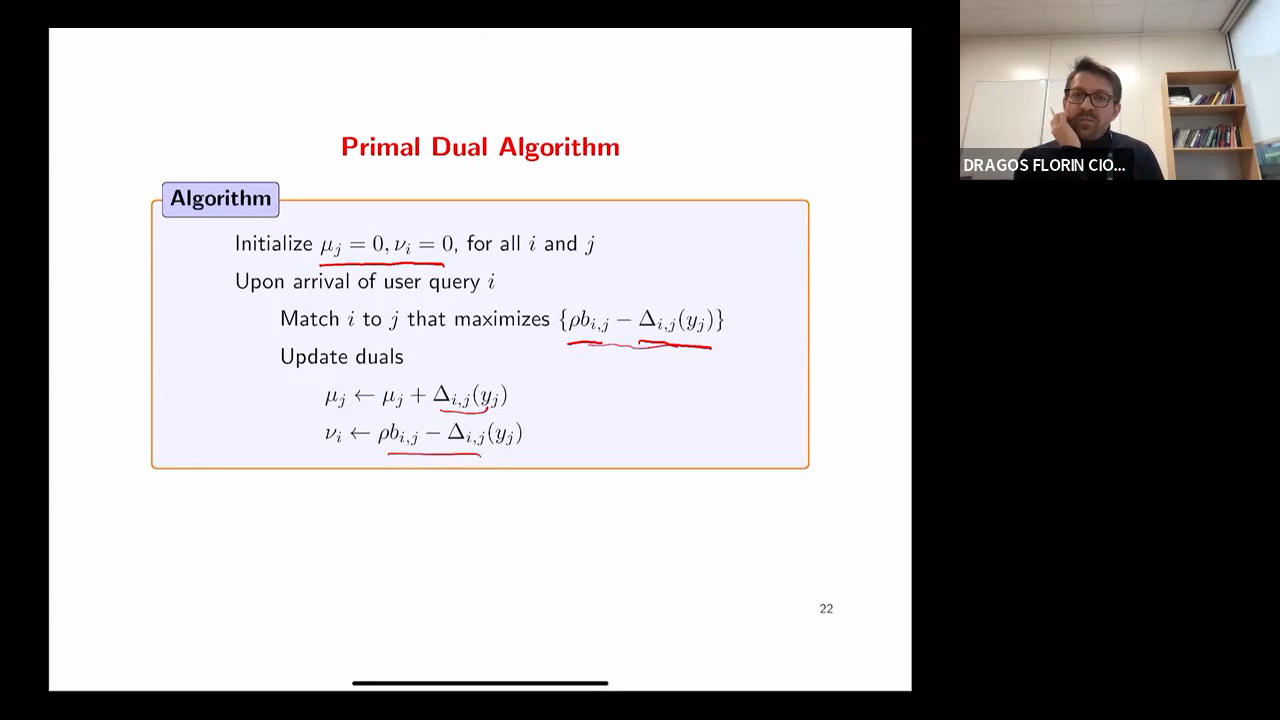 Primal Dual Algorithm
Algorithm
Initialize μ_j = 0, ν_i = 0, for all i and j
Upon arrival of user query i
Match i to j that maximizes {ρb_{i,j} − Δ_{i,j}(y_j)}
Update duals
μ_j ← μ_j + Δ_{i,j}(y_j)
ν_i ← ρb_{i,j} − Δ_{i,j}(y_j)
22
DRAGOS FLORIN CIO...